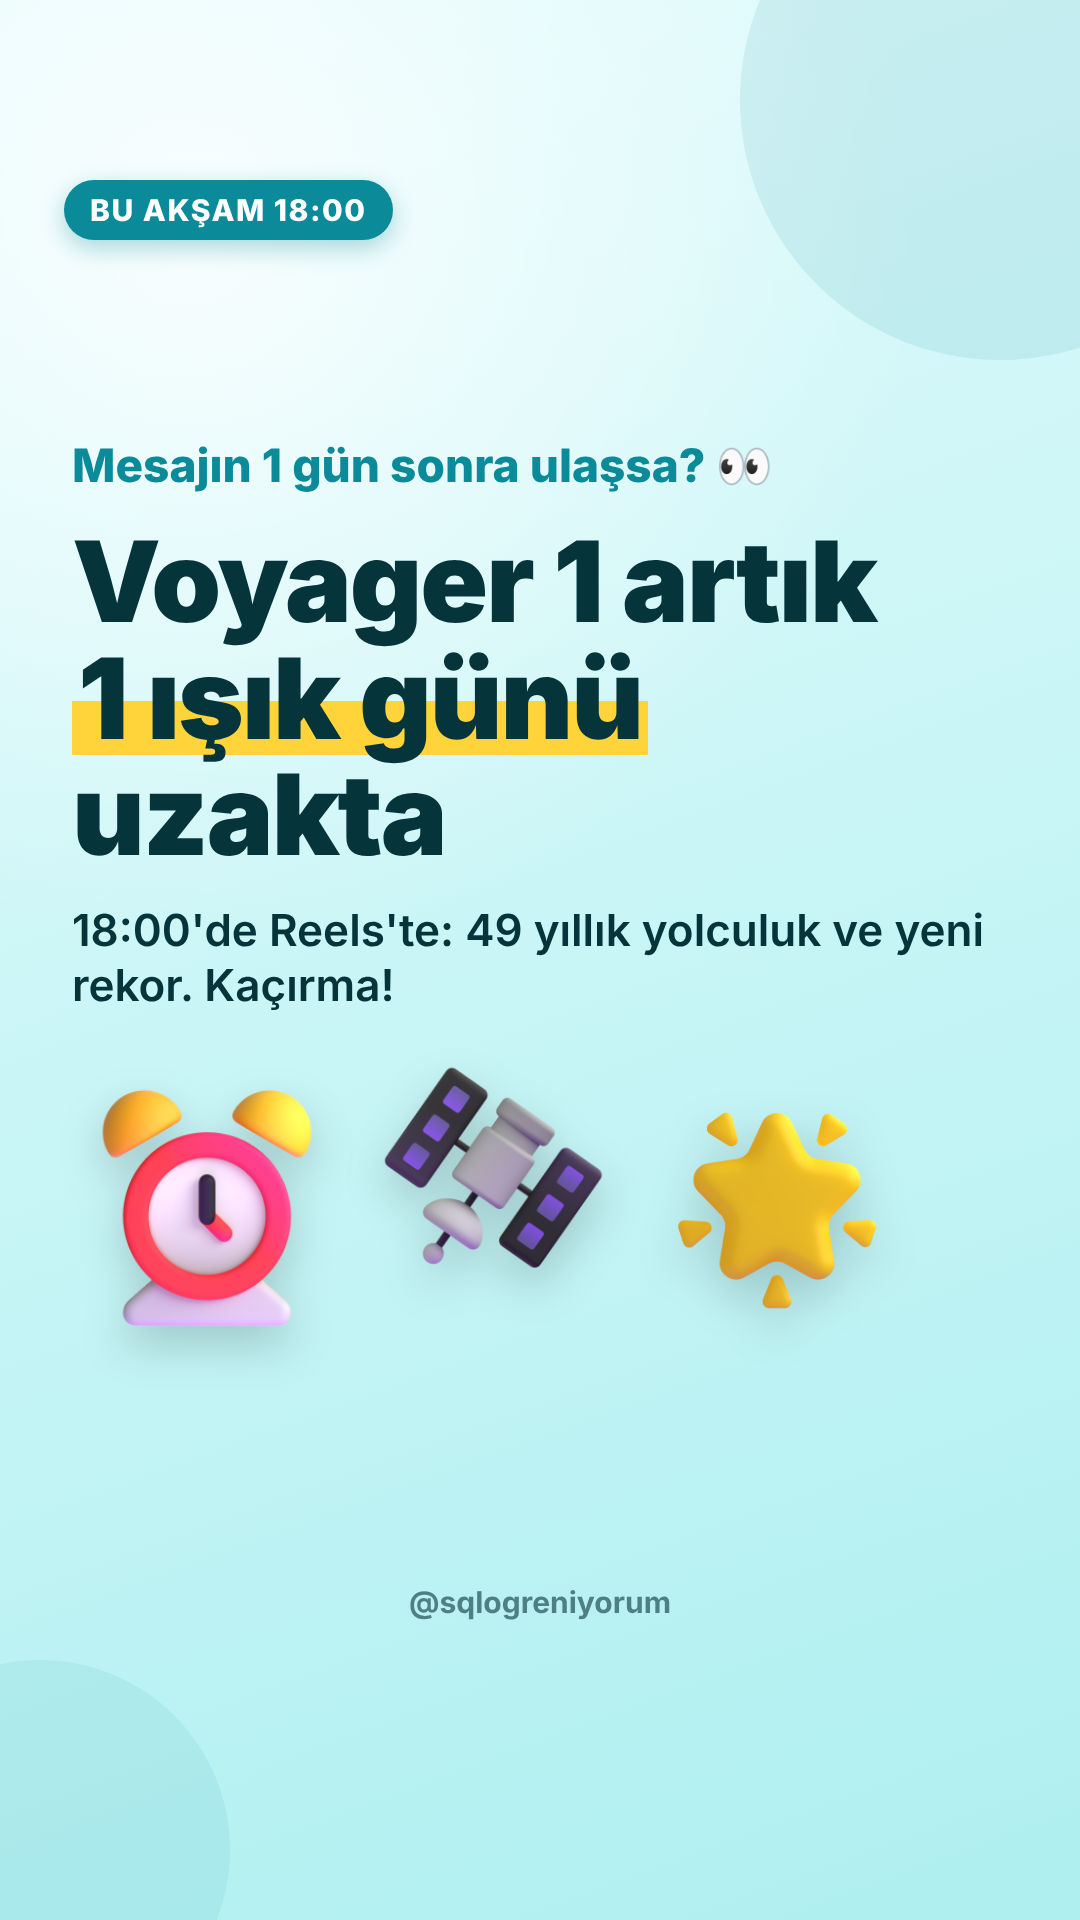 BU AKŞAM 18:00
Mesajın 1 gün sonra ulaşsa? 👀
Voyager 1 artık
1 ışık günü
uzakta
18:00'de Reels'te: 49 yıllık yolculuk ve yeni
rekor. Kaçırma!
@sqlogreniyorum